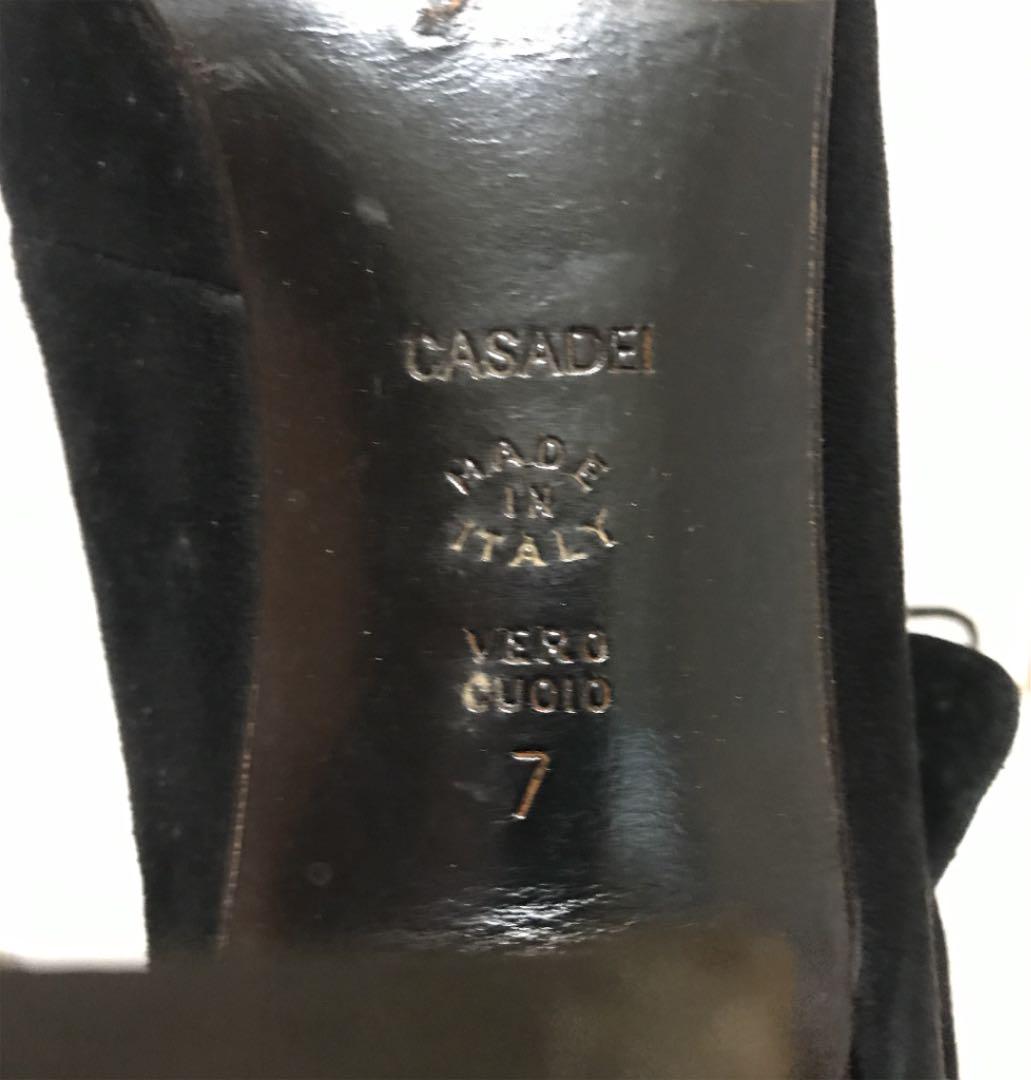 CASADEI
MADE
IN
ITALY
VERO
CUOIO
7